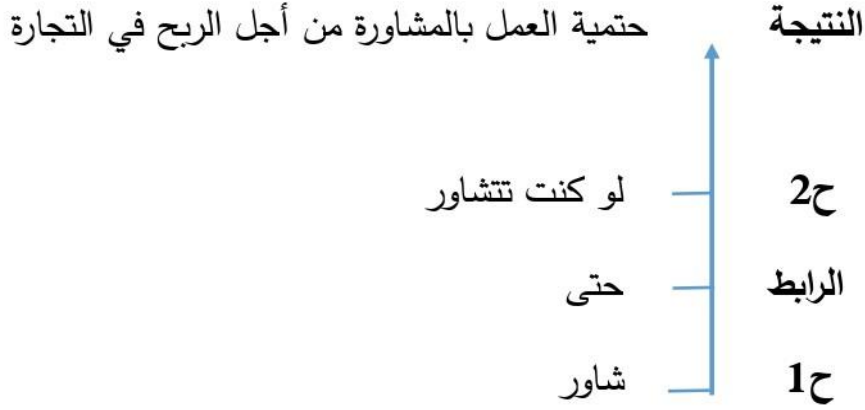 النتيجة حتمية العمل بالمشاورة من أجل الربح في التجارة
ح2 لو كنت تتشاور
الرابط حتى
ح1 شاور